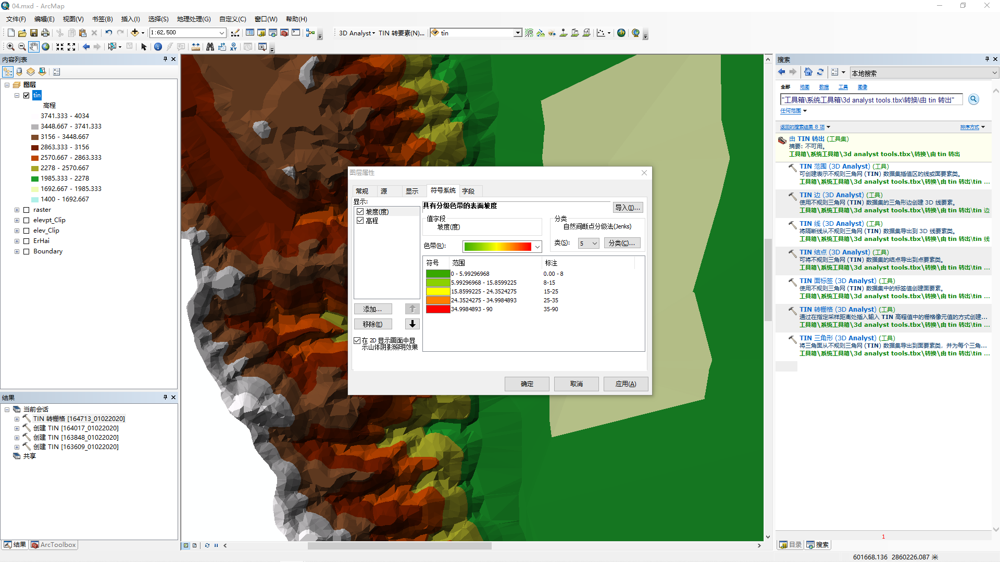 04.mxd - ArcMap
文件(F) 编辑(E) 视图(V) 书签(B) 插入(I) 选择(S) 地理处理(G) 自定义(C) 窗口(W) 帮助(H)
1:62,500
3D Analyst TIN 转要素(N)... tin
内容列表
图层
tin
高程
3741.333 - 4034
3448.667 - 3741.333
3156 - 3448.667
2863.333 - 3156
2570.667 - 2863.333
2278 - 2570.667
1985.333 - 2278
1692.667 - 1985.333
1400 - 1692.667
raster
elevpt_Clip
elev_Clip
ErHai
Boundary
结果
当前会话
TIN 转栅格 [164713_01022020]
创建 TIN [164017_01022020]
创建 TIN [163848_01022020]
创建 TIN [163609_01022020]
共享
结果 ArcToolbox
图层属性
常规 源 显示 符号系统 字段
显示:
坡度(度)
高程
添加...
移除(E)
在 2D 显示画面中显
示山体阴影照明效果
具有分级色带的表面坡度
导入(I)...
值字段
坡度(度)
分类
自然间断点分级法(Jenks)
色带(R):
类(S): 5 分类(C)...
符号 范围 标注
0 - 5.99296968 0.00 - 8
5.99296968 - 15.8599225 8-15
15.8599225 - 24.3524275 15-25
24.3524275 - 34.9984893 25-35
34.9984893 - 90 35-90
确定 取消 应用(A)
搜索
本地搜索
全部 地图 数据 工具 图像
"工具箱\系统工具箱\3d analyst tools.tbx\转换\由 tin 转出"
任何范围
返回的搜索结果 8 项 排序方式
由 TIN 转出 (工具集)
摘要: 不可用。
工具箱\系统工具箱\3d analyst tools.tbx\转换\由 tin 转出
TIN 范围 (3D Analyst) (工具)
可创建表示不规则三角网 (TIN) 数据集插值区的线或面要素类。
工具箱\系统工具箱\3d analyst tools.tbx\转换\由 tin 转出\tin ...
TIN 边 (3D Analyst) (工具)
使用不规则三角网 (TIN) 数据集的三角形边创建 3D 线要素。
工具箱\系统工具箱\3d analyst tools.tbx\转换\由 tin 转出\tin 边
TIN 线 (3D Analyst) (工具)
将隔断线从不规则三角网 (TIN) 数据集导出到 3D 线要素类。
工具箱\系统工具箱\3d analyst tools.tbx\转换\由 tin 转出\tin 线
TIN 结点 (3D Analyst) (工具)
可将不规则三角网 (TIN) 数据集的结点导出到点要素类。
工具箱\系统工具箱\3d analyst tools.tbx\转换\由 tin 转出\tin ...
TIN 面标签 (3D Analyst) (工具)
使用不规则三角网 (TIN) 数据集中的标签值创建面要素。
工具箱\系统工具箱\3d analyst tools.tbx\转换\由 tin 转出\tin ...
TIN 转栅格 (3D Analyst) (工具)
通过在指定采样距离处插入输入 TIN 高程值中的栅格像元值的方式创建...
工具箱\系统工具箱\3d analyst tools.tbx\转换\由 tin 转出\tin ...
TIN 三角形 (3D Analyst) (工具)
将三角面从不规则三角网 (TIN) 数据集导出到面要素类，并为每个三角...
工具箱\系统工具箱\3d analyst tools.tbx\转换\由 tin 转出\tin ...
1
目录 搜索
601668.136 2860226.087 米